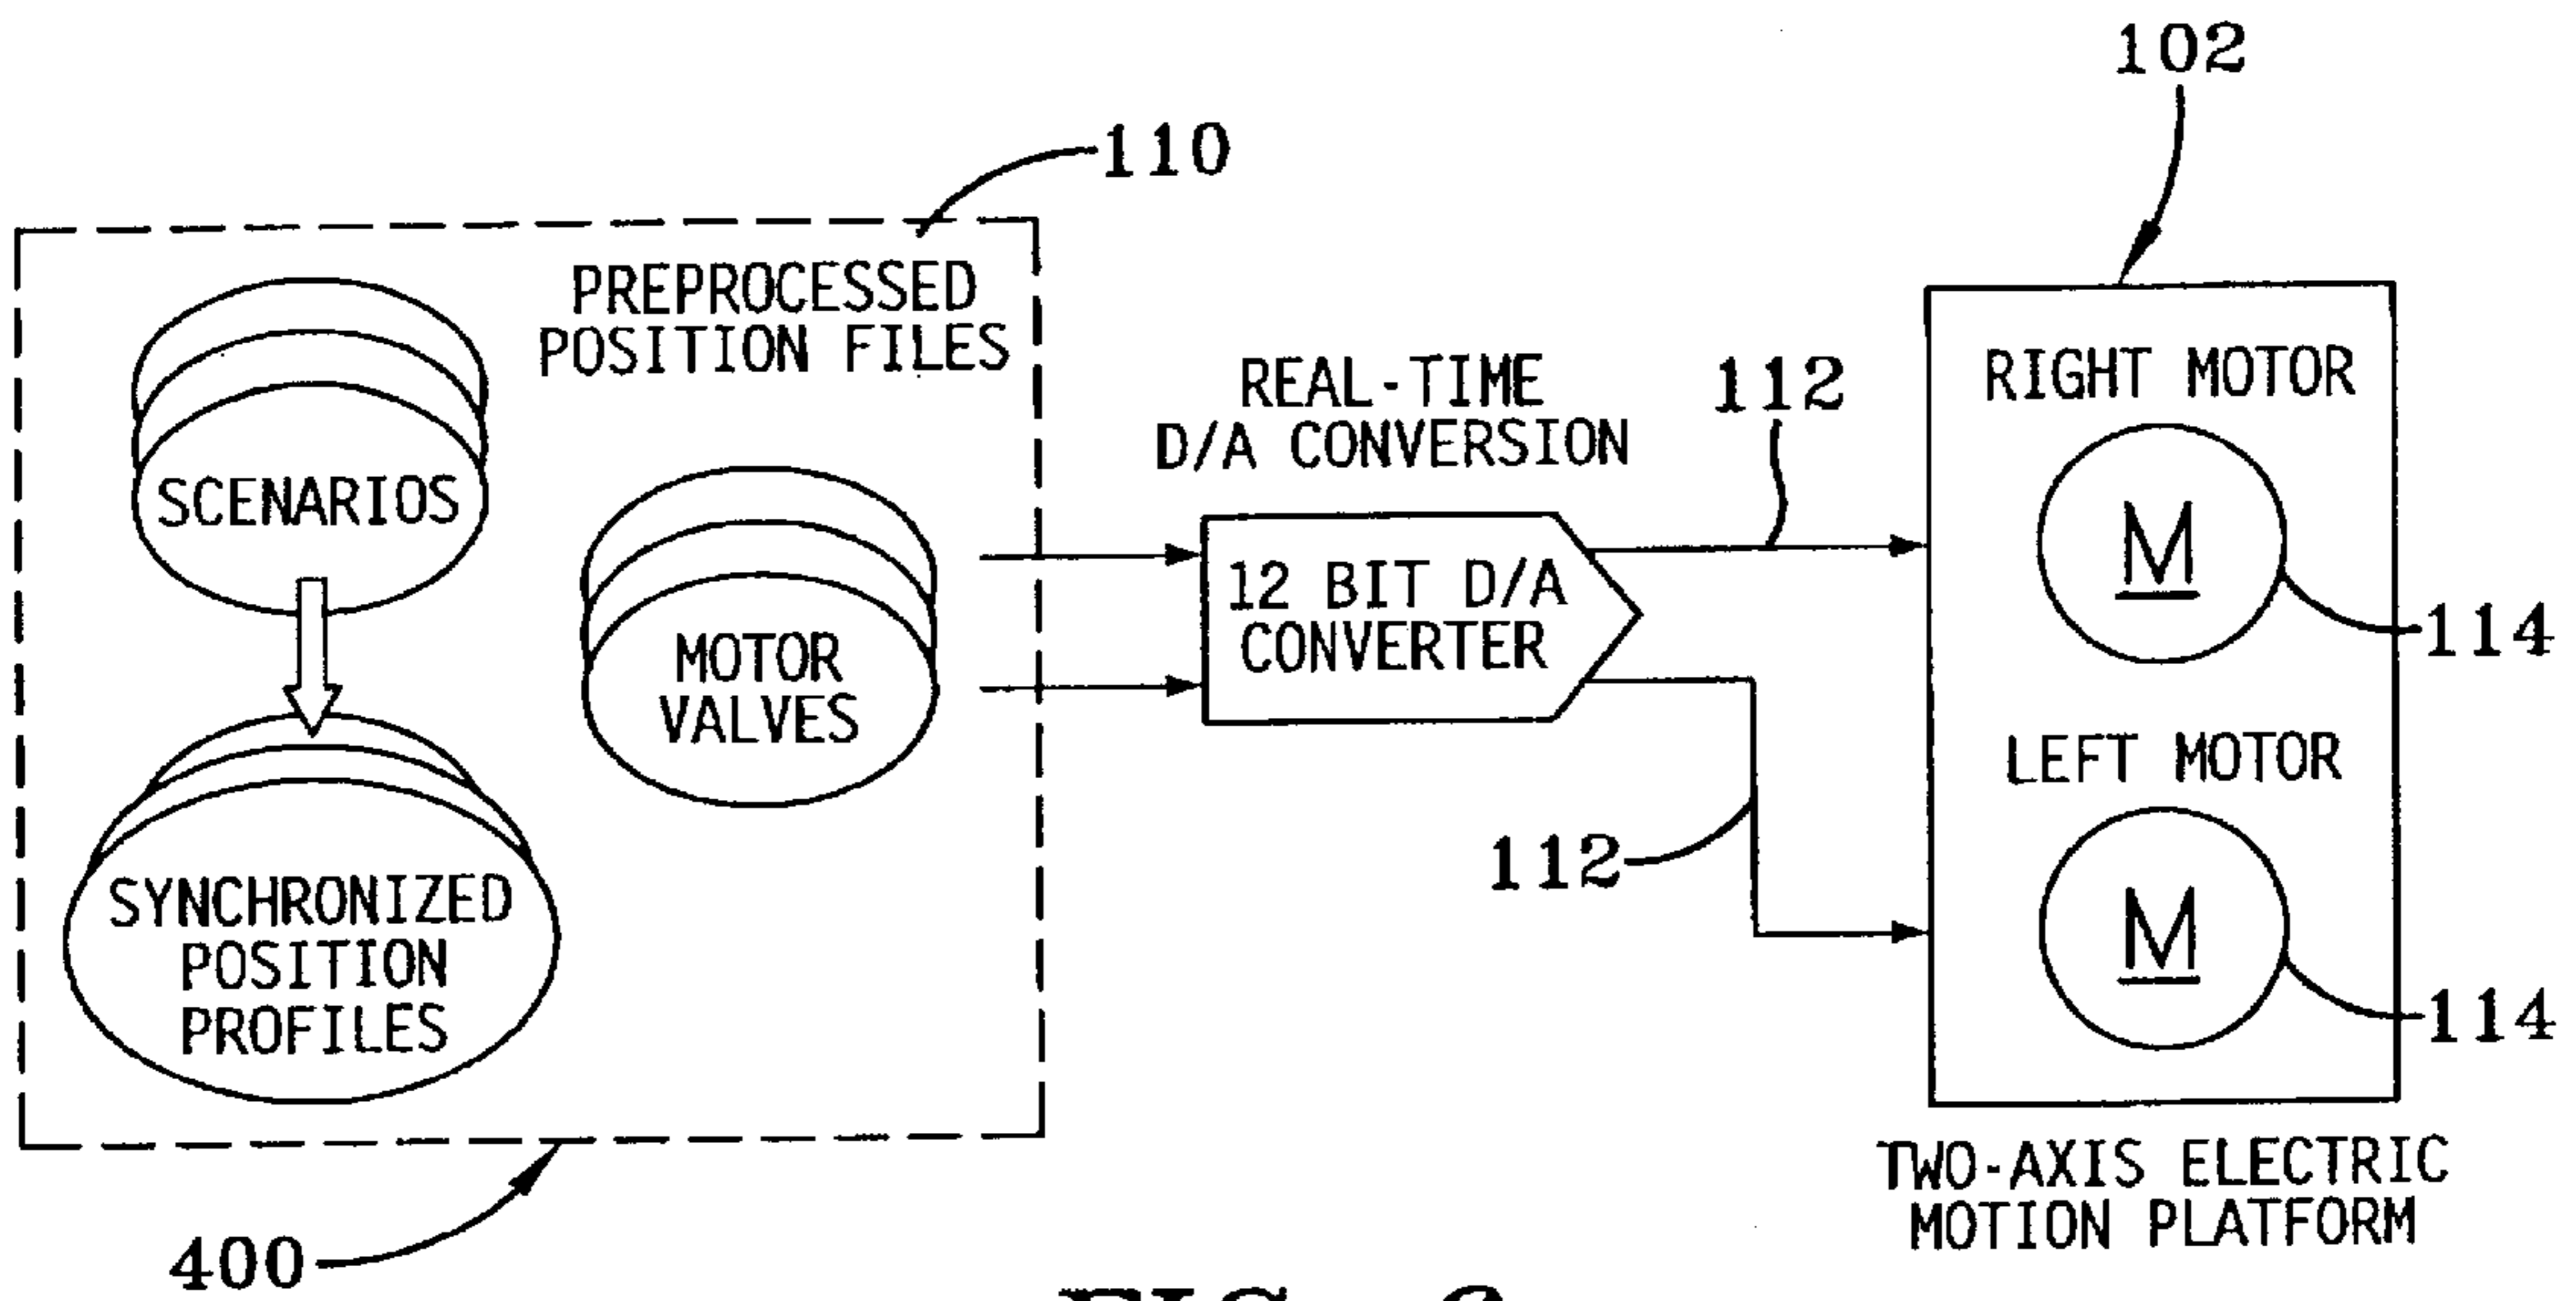 102
110
PREPROCESSED
POSITION FILES
SCENARIOS
MOTOR
VALVES
SYNCHRONIZED
POSITION
PROFILES
400
REAL-TIME
D/A CONVERSION
12 BIT D/A
CONVERTER
112
112
RIGHT MOTOR
M
114
LEFT MOTOR
M
114
TWO-AXIS ELECTRIC
MOTION PLATFORM